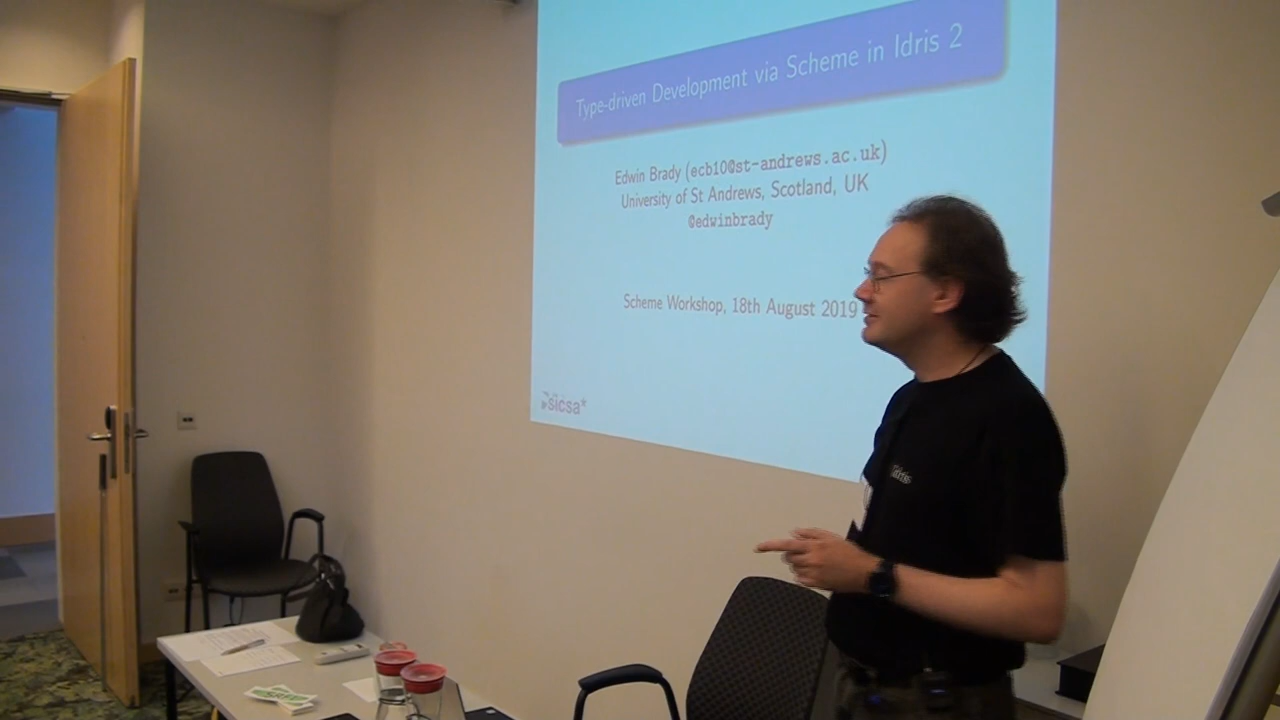 Type-driven Development via Scheme in Idris 2
Edwin Brady (ecb10@st-andrews.ac.uk)
University of St Andrews, Scotland, UK
@edwinbrady
Scheme Workshop, 18th August 2019
sicsa*